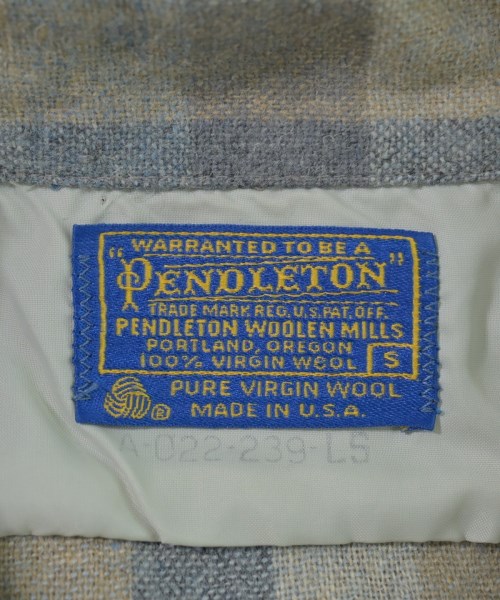 WARRANTED TO BE A
"PENDLETON"
TRADE MARK REG. U.S. PAT. OFF.
PENDLETON WOOLEN MILLS
PORTLAND, OREGON
100% VIRGIN WOOL S
PURE VIRGIN WOOL
® MADE IN U.S.A.
A-022-239-LS